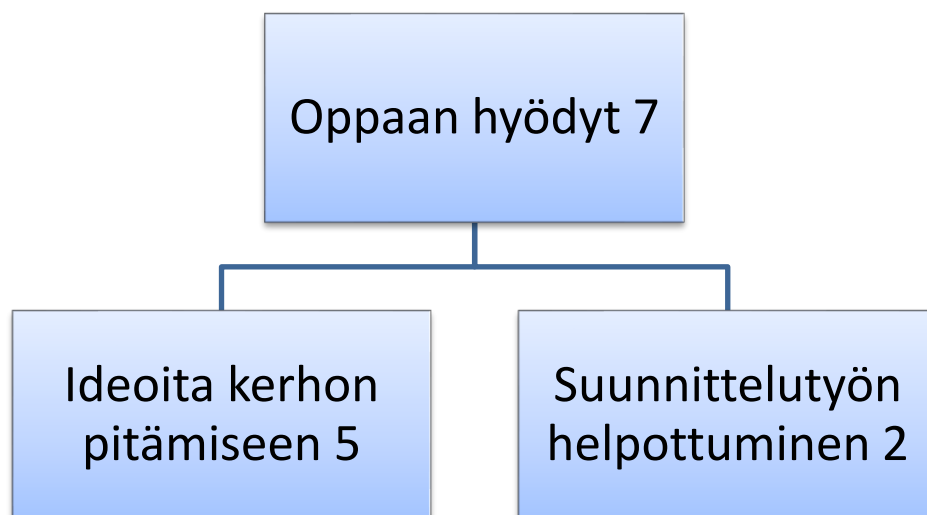 Oppaan hyödyt 7
Ideoita kerhon
pitämiseen 5
Suunnittelutyön
helpottuminen 2